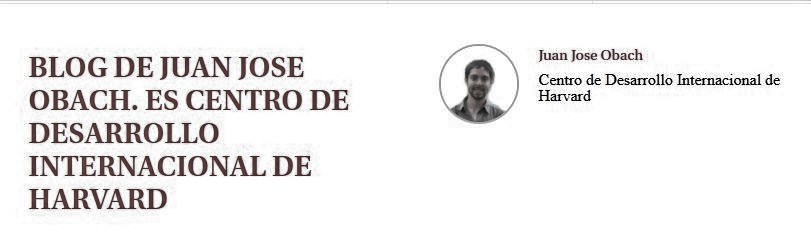 BLOG DE JUAN JOSE
OBACH. ES CENTRO DE
DESARROLLO
INTERNACIONAL DE
HARVARD
Juan Jose Obach
Centro de Desarrollo Internacional de
Harvard